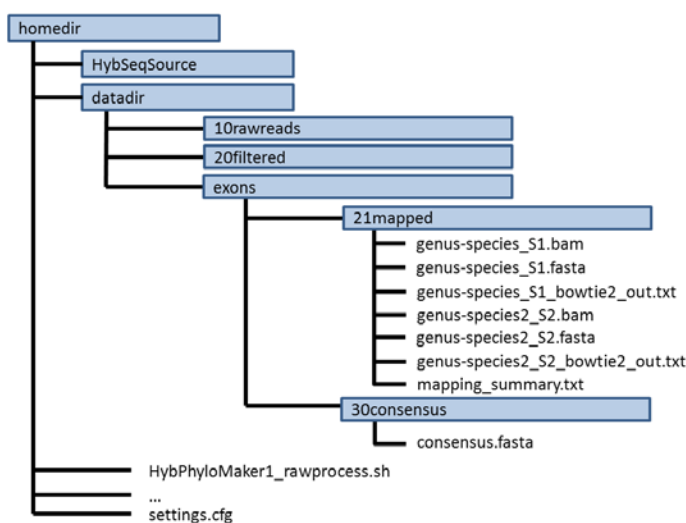 homedir
HybSeqSource
datadir
10rawreads
20filtered
exons
21mapped
genus-species_S1.bam
genus-species_S1.fasta
genus-species_S1_bowtie2_out.txt
genus-species2_S2.bam
genus-species2_S2.fasta
genus-species2_S2_bowtie2_out.txt
mapping_summary.txt
30consensus
consensus.fasta
HybPhyloMaker1_rawprocess.sh
...
settings.cfg